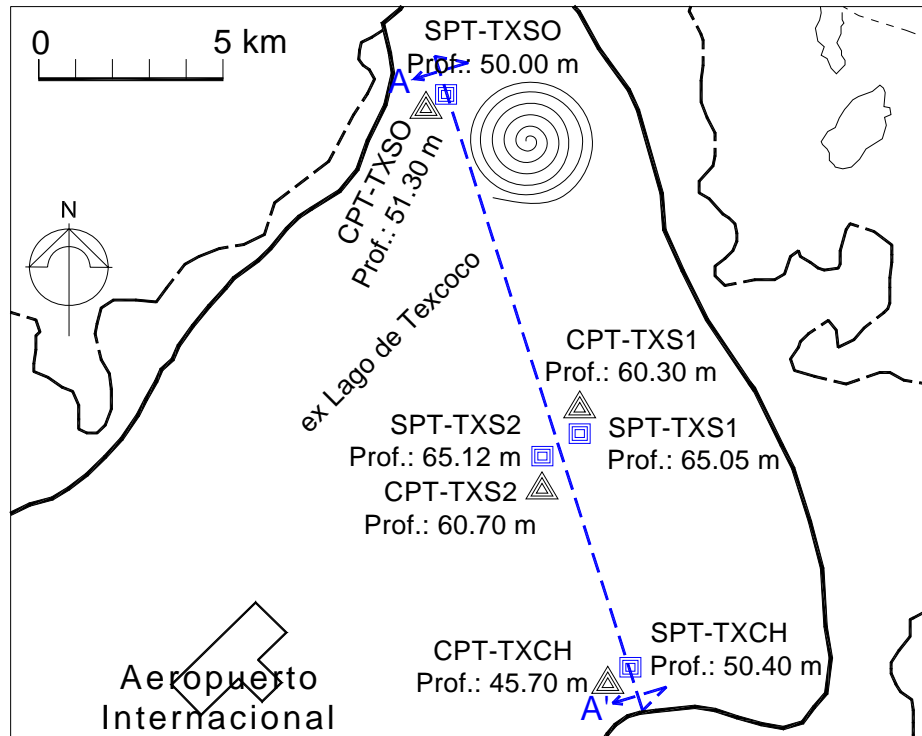 0
5 km
SPT-TXSO
Prof.: 50.00 m
A
CPT-TXSO
Prof.: 51.30 m
N
ex Lago de Texcoco
CPT-TXS1
Prof.: 60.30 m
SPT-TXS2
Prof.: 65.12 m
SPT-TXS1
Prof.: 65.05 m
CPT-TXS2
Prof.: 60.70 m
SPT-TXCH
Prof.: 50.40 m
CPT-TXCH
Prof.: 45.70 m
A'
Aeropuerto
Internacional